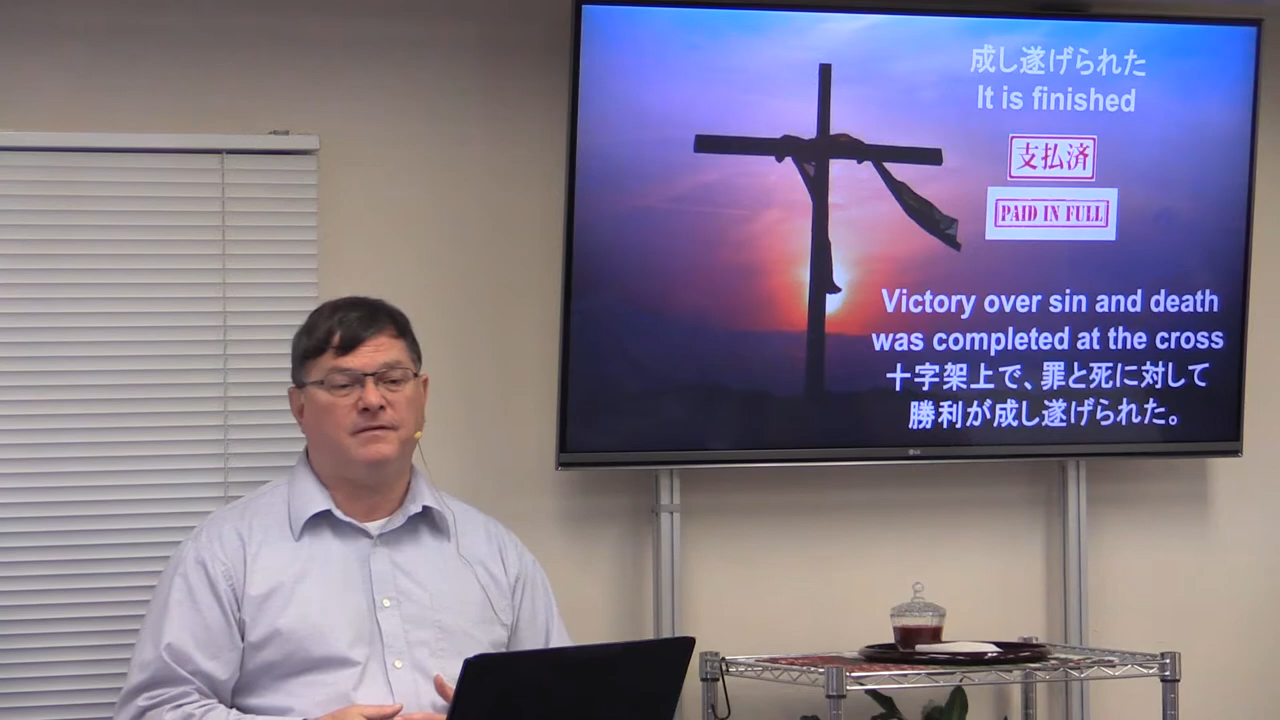 成し遂げられた
It is finished
支払済
PAID IN FULL
Victory over sin and death
was completed at the cross
十字架上で、罪と死に対して
勝利が成し遂げられた。
LG